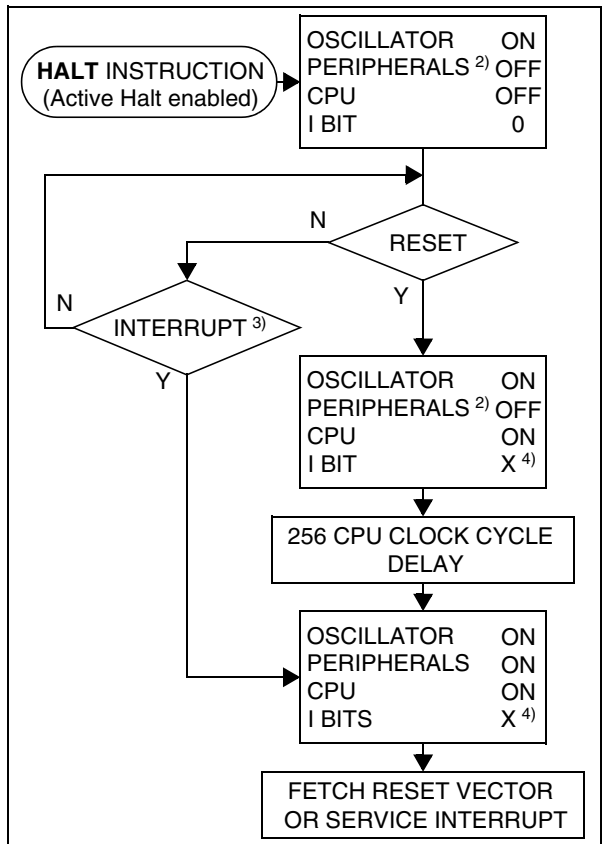 HALT INSTRUCTION
(Active Halt enabled)
OSCILLATOR ON
PERIPHERALS 2) OFF
CPU OFF
I BIT 0
N
RESET
Y
N
INTERRUPT 3)
Y
OSCILLATOR ON
PERIPHERALS 2) OFF
CPU ON
I BIT X 4)
256 CPU CLOCK CYCLE
DELAY
OSCILLATOR ON
PERIPHERALS ON
CPU ON
I BITS X 4)
FETCH RESET VECTOR
OR SERVICE INTERRUPT